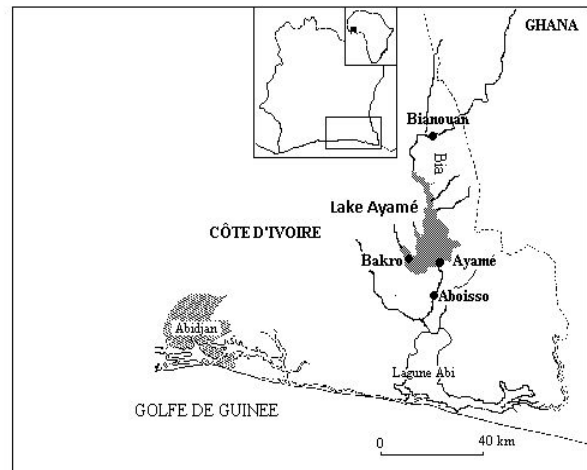 GHANA
Bianouan
Bia
Lake Ayamé
CÔTE D'IVOIRE
Bakro
Ayamé
Aboisso
Abidjan
Lagune Abi
GOLFE DE GUINEE
0 40 km